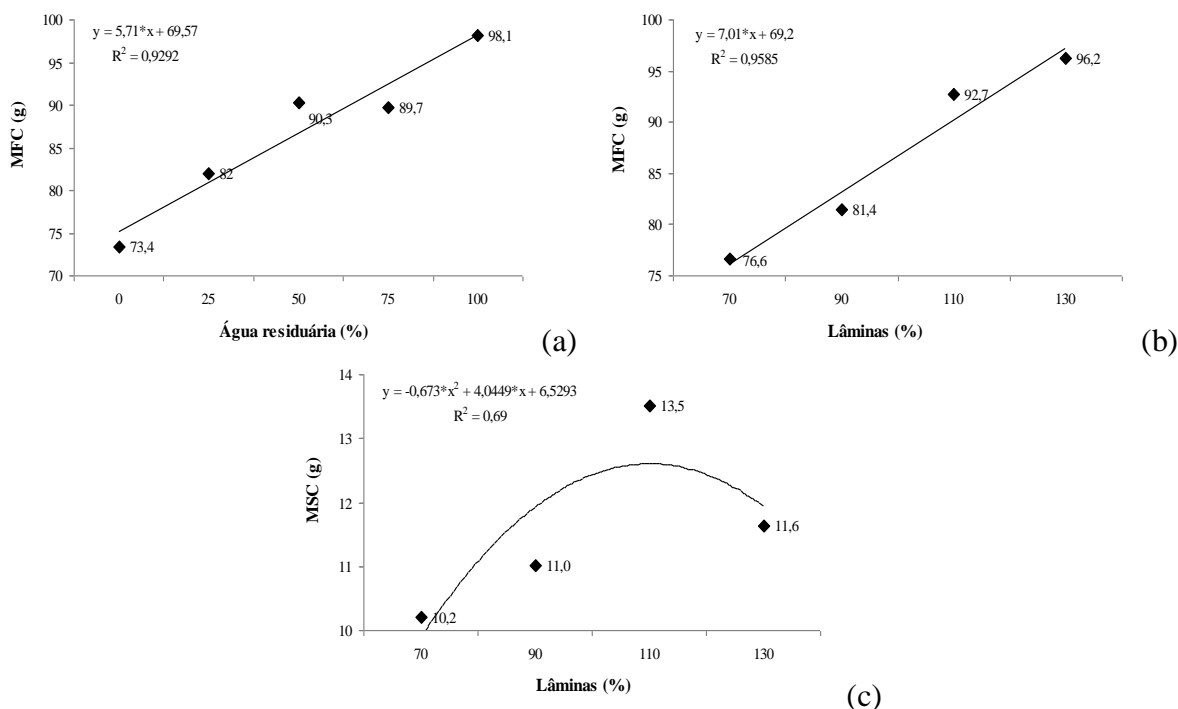 y = 5,71*x + 69,57
R² = 0,9292
MFC (g)
100
95
90
85
80
75
70
73,4
82
90,3
89,7
98,1
0 25 50 75 100
Água residuária (%)
(a)
y = 7,01*x + 69,2
R² = 0,9585
MFC (g)
100
95
90
85
80
75
76,6
81,4
92,7
96,2
70 90 110 130
Lâminas (%)
(b)
y = -0,673*x² + 4,0449*x + 6,5293
R² = 0,69
MSC (g)
14
13
12
11
10
10,2
11,0
13,5
11,6
70 90 110 130
Lâminas (%)
(c)